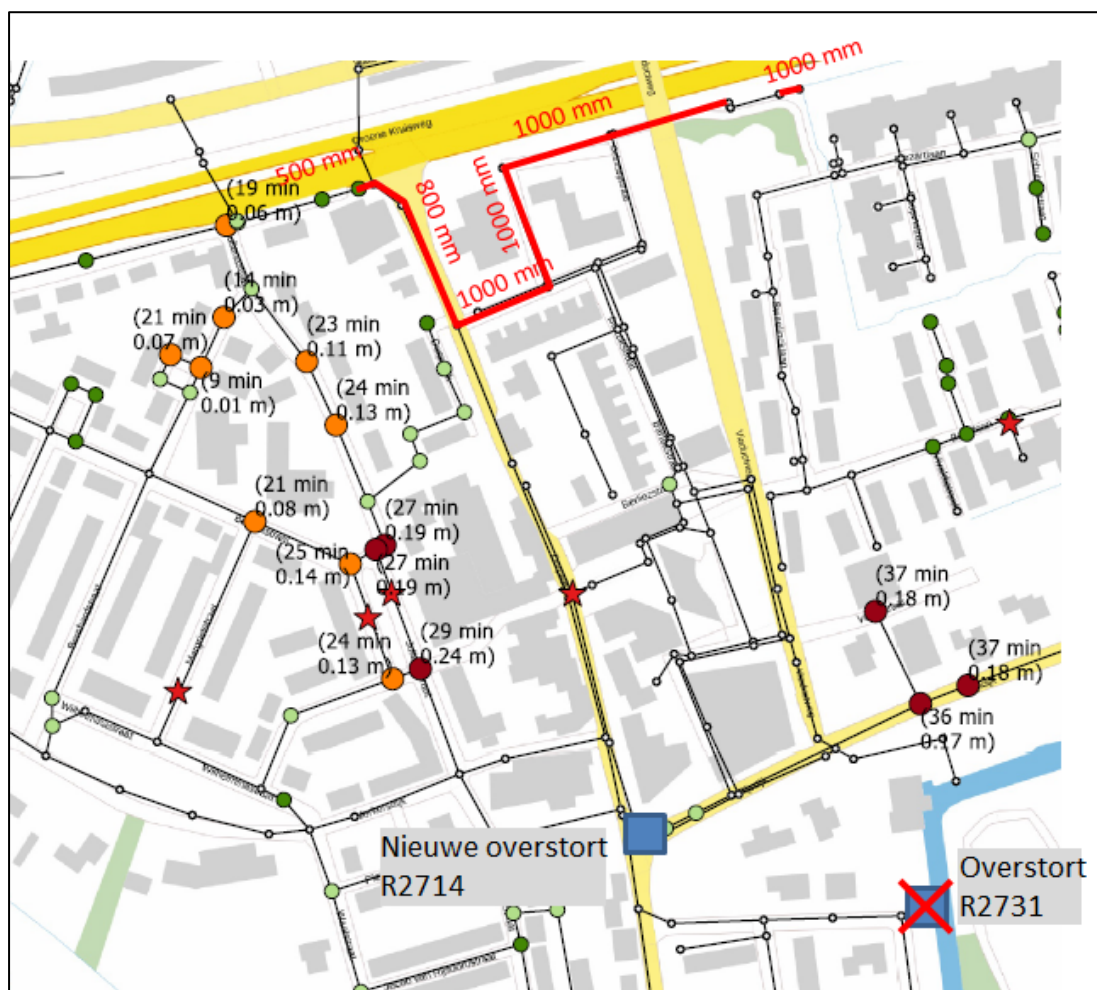 1000 mm
1000 mm
Groene Kruisweg
500 mm
800 mm
1000 mm
1000 mm
(19 min
0.06 m)
(14 min
0.03 m)
(21 min
0.07 m)
(23 min
0.11 m)
(9 min
0.01 m)
(24 min
0.13 m)
(21 min
0.08 m)
(27 min
0.19 m)
(25 min
0.14 m)
(27 min
0.19 m)
(24 min
0.13 m)
(29 min
0.24 m)
(37 min
0.18 m)
(37 min
0.18 m)
(36 min
0.17 m)
Nieuwe overstort
R2714
Overstort
R2731